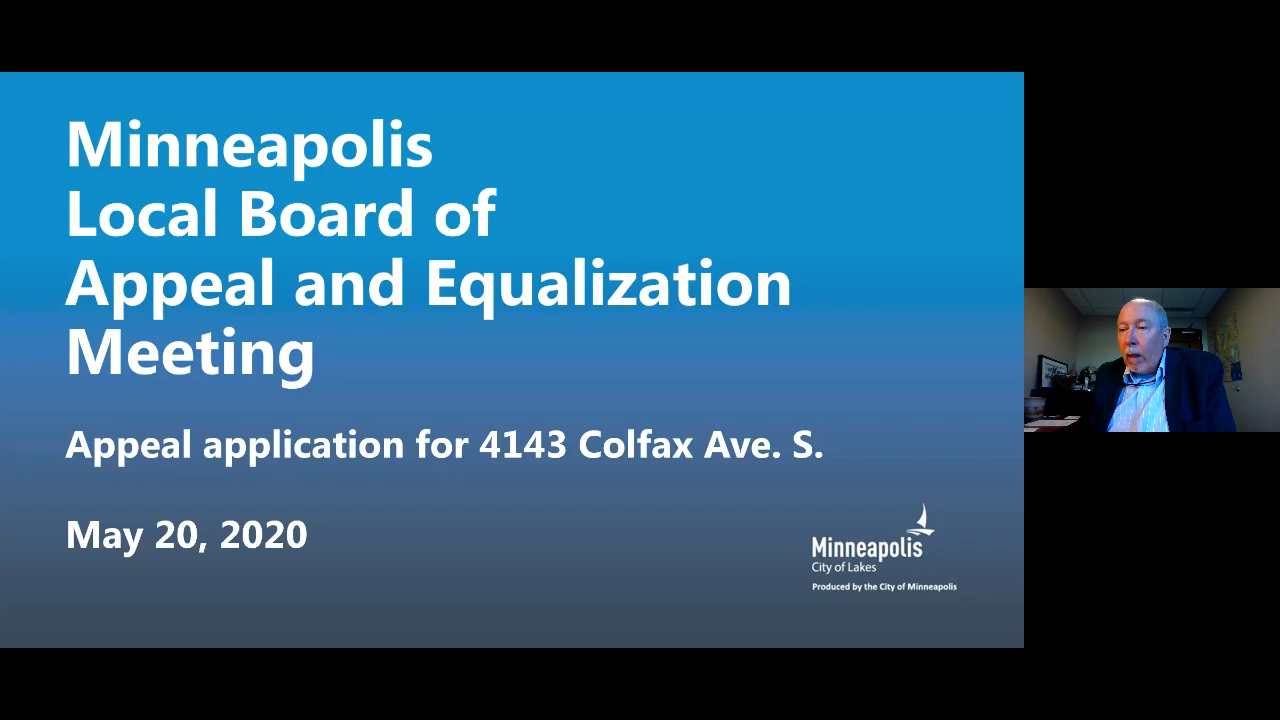 Minneapolis
Local Board of
Appeal and Equalization
Meeting
Appeal application for 4143 Colfax Ave. S.
May 20, 2020
Minneapolis
City of Lakes
Produced by the City of Minneapolis